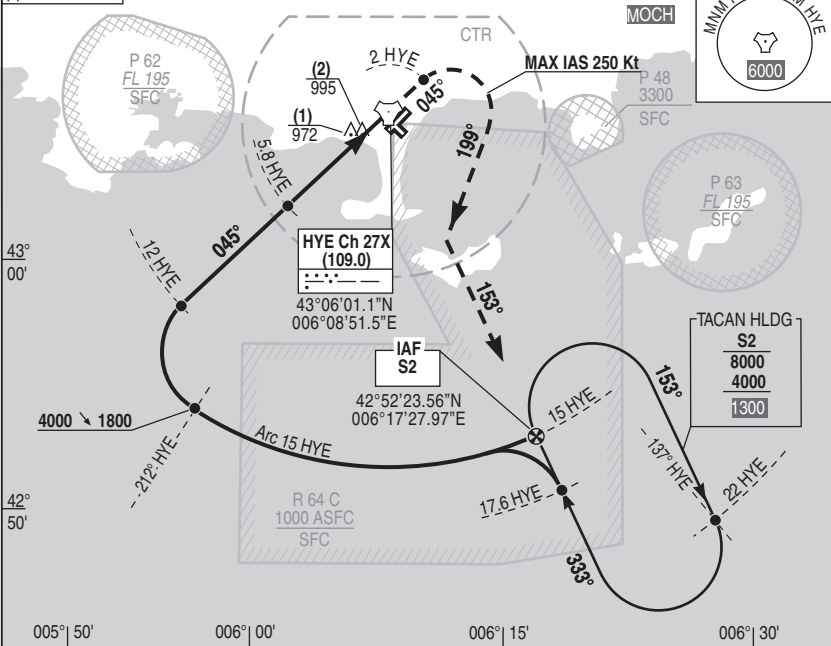 MOCH
HYE
6000
P 62
FL 195
SFC
CTR
2 HYE
(2)
995
(1)
972
045°
MAX IAS 250 Kt
P 48
3300
SFC
199°
5.8 HYE
045°
P 63
FL 195
SFC
12 HYE
HYE Ch 27X
(109.0)
43°06'01.1"N
006°08'51.5"E
43°
00'
153°
IAF
S2
42°52'23.56"N
006°17'27.97"E
TACAN HLDG
S2
8000
4000
1300
153°
15 HYE
4000 ↘ 1800
212° HYE
Arc 15 HYE
137° HYE
22 HYE
17.6 HYE
R 64 C
1000 ASFC
SFC
42°
50'
333°
005° 50'
006° 00'
006° 15'
006° 30'